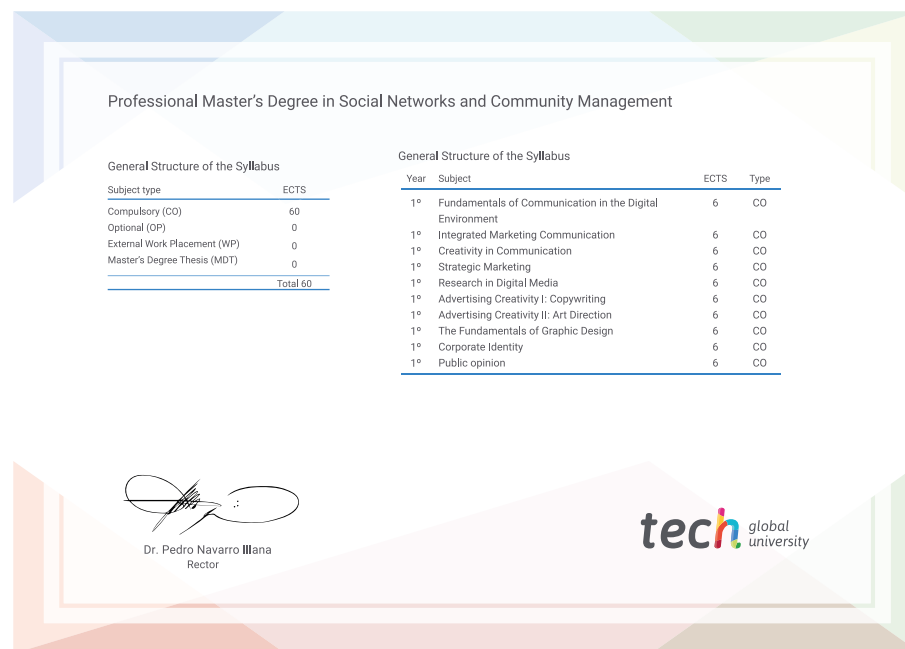 Professional Master's Degree in Social Networks and Community Management
General Structure of the Syllabus
Subject type ECTS
Compulsory (CO) 60
Optional (OP) 0
External Work Placement (WP) 0
Master's Degree Thesis (MDT) 0
Total 60
General Structure of the Syllabus
Year Subject ECTS Type
1º Fundamentals of Communication in the Digital 6 CO
Environment
1º Integrated Marketing Communication 6 CO
1º Creativity in Communication 6 CO
1º Strategic Marketing 6 CO
1º Research in Digital Media 6 CO
1º Advertising Creativity I: Copywriting 6 CO
1º Advertising Creativity II: Art Direction 6 CO
1º The Fundamentals of Graphic Design 6 CO
1º Corporate Identity 6 CO
1º Public opinion 6 CO
Dr. Pedro Navarro Illana
Rector
tech global
university